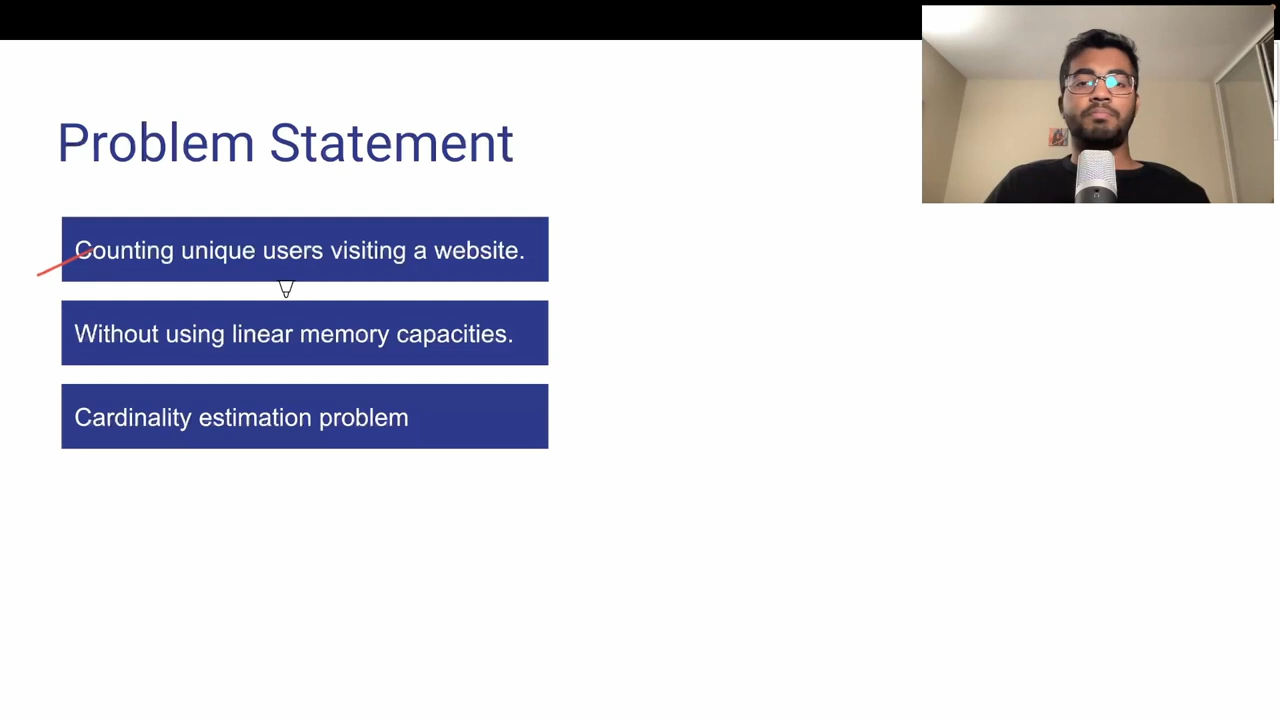 Problem Statement
Counting unique users visiting a website.
Without using linear memory capacities.
Cardinality estimation problem